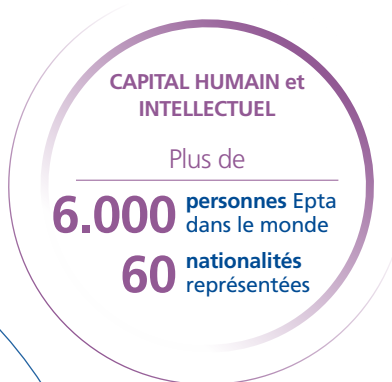 CAPITAL HUMAIN et
INTELLECTUEL
Plus de
6.000 personnes Epta
dans le monde
60 nationalités
représentées